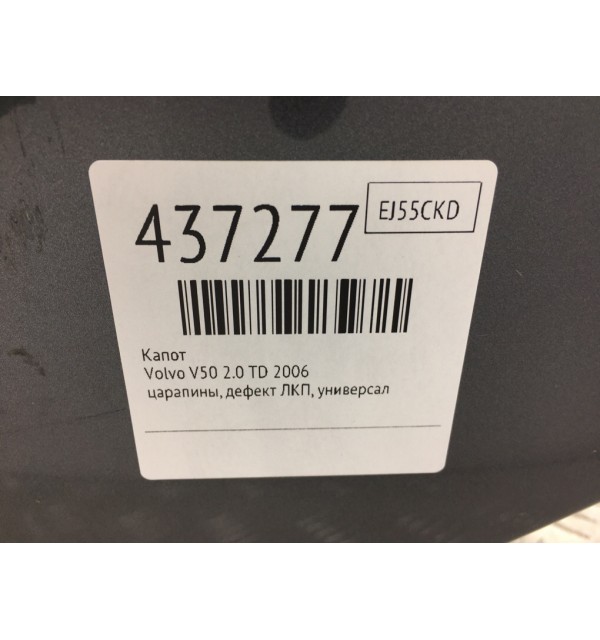 437277
EJ55CKD
Капот
Volvo V50 2.0 TD 2006
царапины, дефект ЛКП, универсал